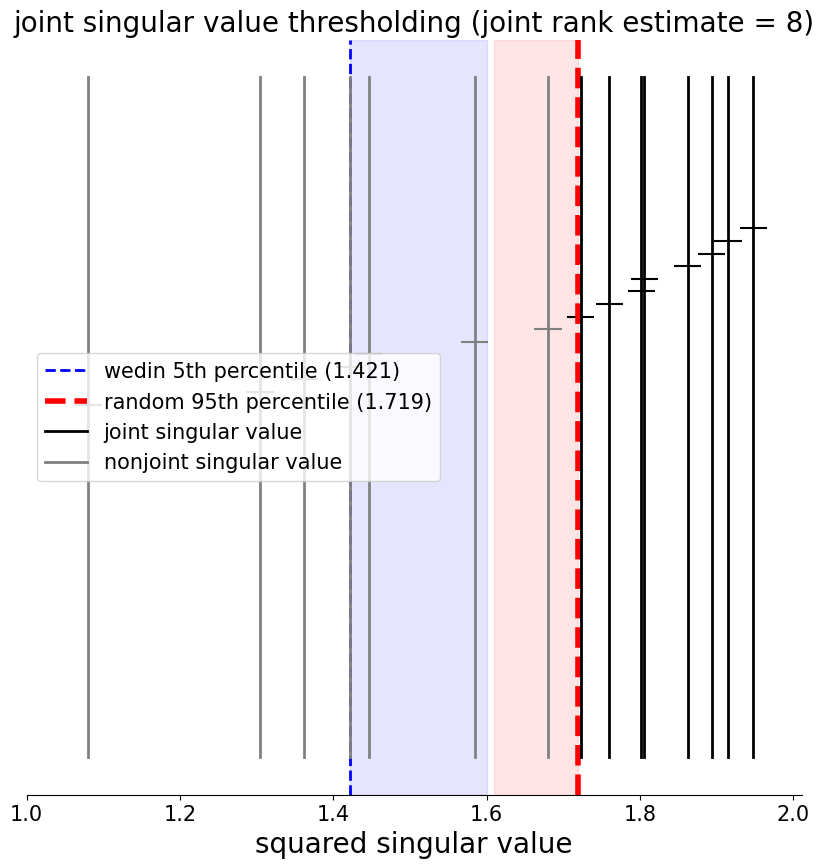 joint singular value thresholding (joint rank estimate = 8)
wedin 5th percentile (1.421)
random 95th percentile (1.719)
joint singular value
nonjoint singular value
1.0 1.2 1.4 1.6 1.8 2.0
squared singular value